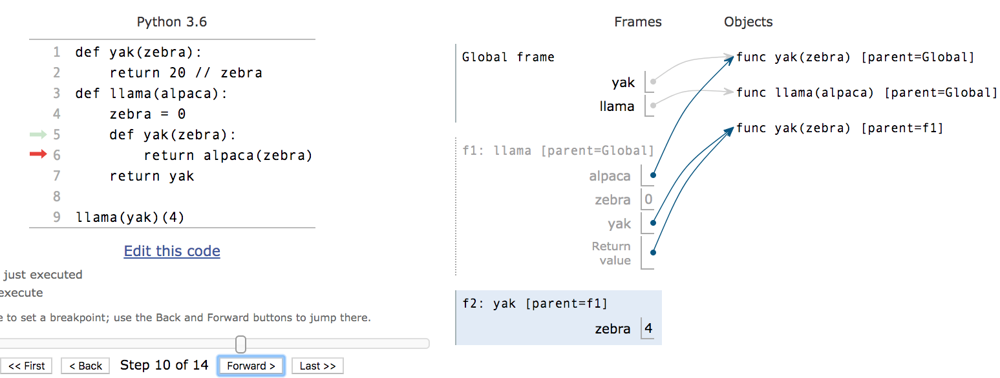 Python 3.6
1 def yak(zebra):
2     return 20 // zebra
3 def llama(alpaca):
4     zebra = 0
5     def yak(zebra):
6         return alpaca(zebra)
7     return yak
8
9 llama(yak)(4)
Edit this code
just executed
execute
e to set a breakpoint; use the Back and Forward buttons to jump there.
<< First < Back Step 10 of 14 Forward > Last >>
Frames Objects
Global frame
yak
llama
func yak(zebra) [parent=Global]
func llama(alpaca) [parent=Global]
func yak(zebra) [parent=f1]
f1: llama [parent=Global]
alpaca
zebra 0
yak
Return
value
f2: yak [parent=f1]
zebra 4